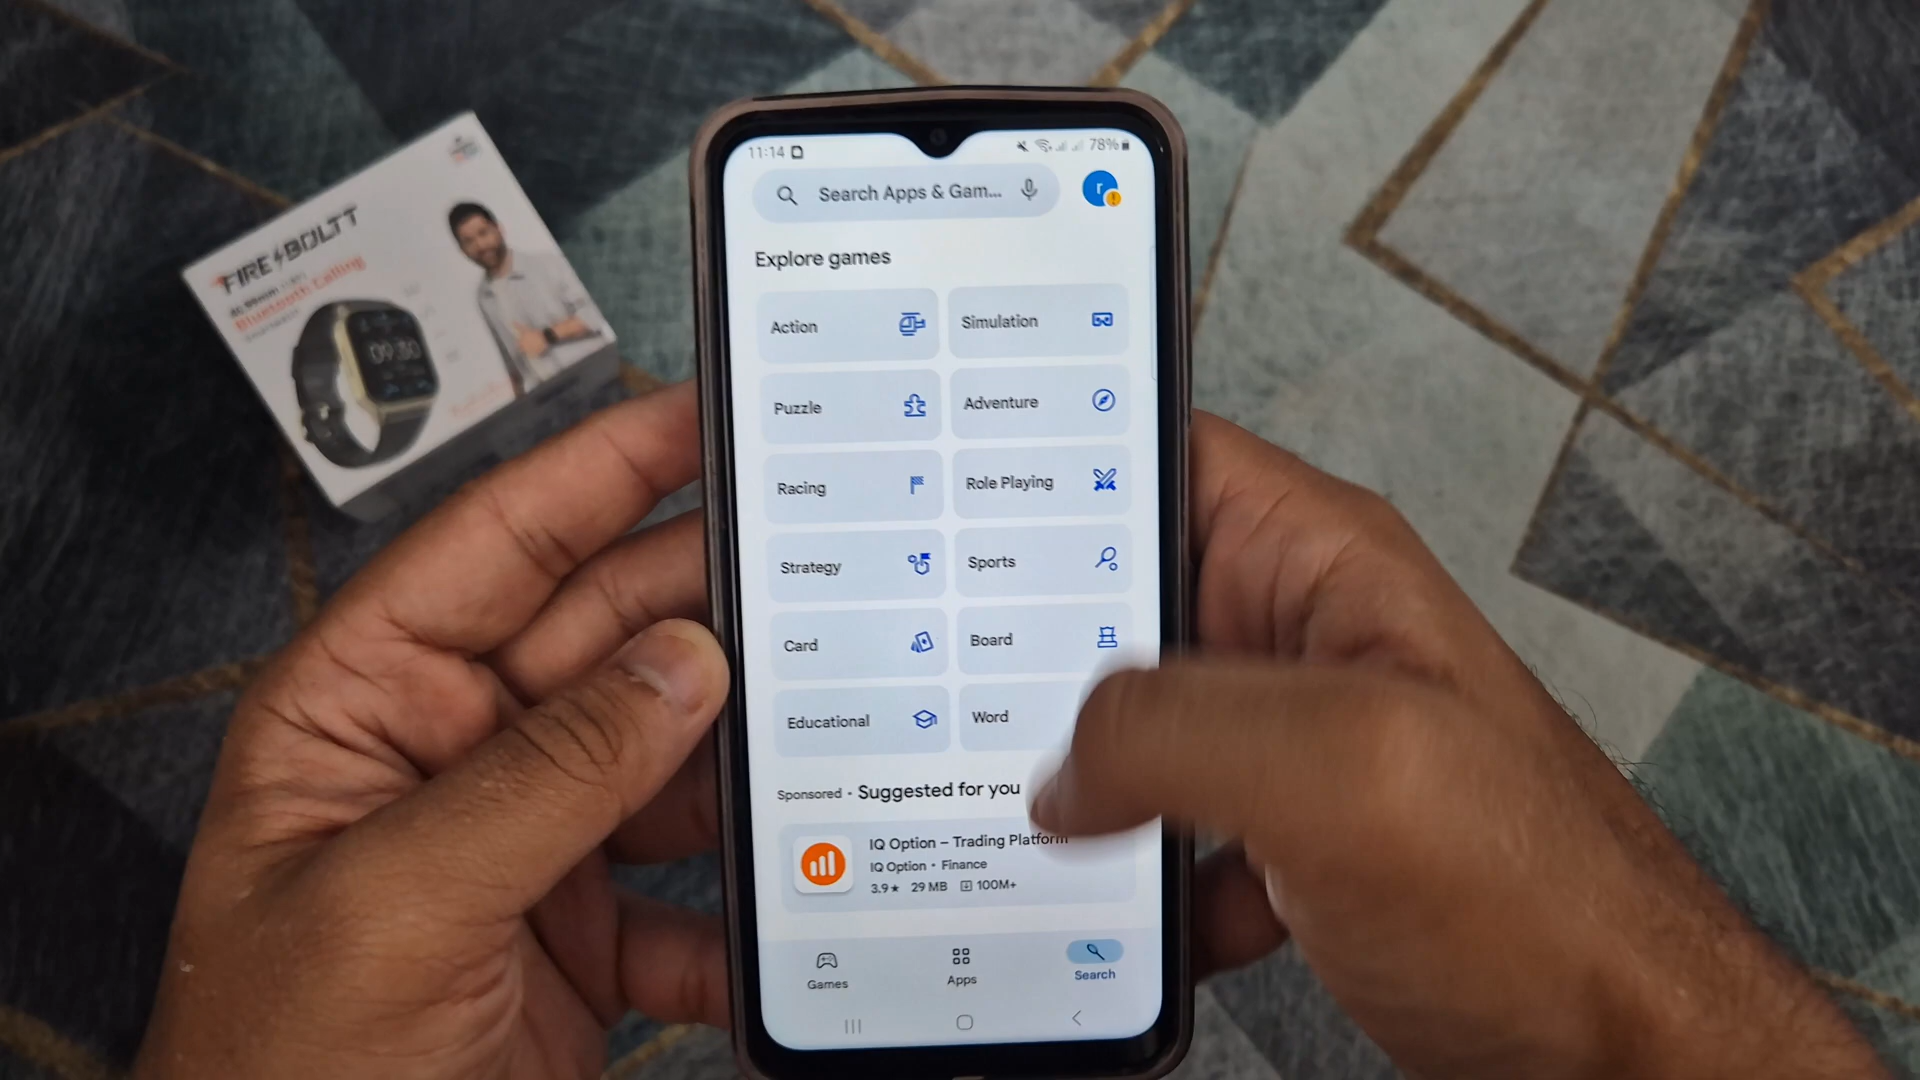 FIRE BOLTT
Bluetooth Calling
09:30
11:14
78%
Search Apps & Gam...
r
Explore games
Action
Simulation
Puzzle
Adventure
Racing
Role Playing
Strategy
Sports
Card
Board
Educational
Word
Sponsored • Suggested for you
IQ Option – Trading Platform
IQ Option • Finance
3.9★ 29 MB 100M+
Games
Apps
Search